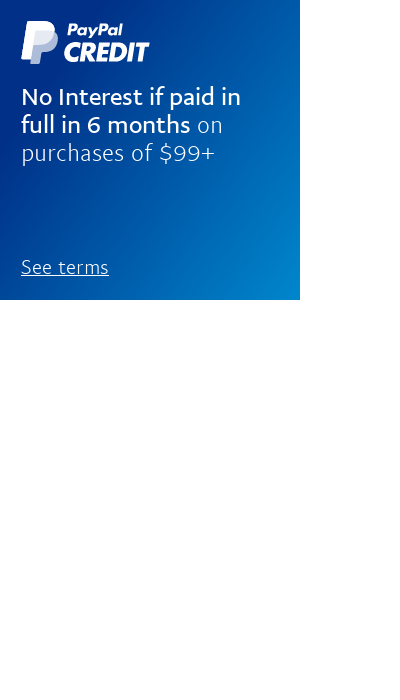 PayPal
CREDIT
No Interest if paid in
full in 6 months on
purchases of $99+
See terms